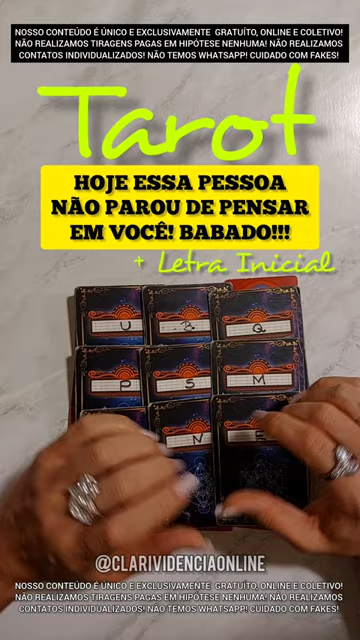 NOSSO CONTEÚDO É ÚNICO E EXCLUSIVAMENTE GRATUÍTO, ONLINE E COLETIVO!
NÃO REALIZAMOS TIRAGENS PAGAS EM HIPÓTESE NENHUMA! NÃO REALIZAMOS
CONTATOS INDIVIDUALIZADOS! NÃO TEMOS WHATSAPP! CUIDADO COM FAKES!
Tarot
HOJE ESSA PESSOA
NÃO PAROU DE PENSAR
EM VOCÊ! BABADO!!!
+ Letra Inicial
U Z Q
P S M
N E
@CLARIVIDENCIAONLINE
NOSSO CONTEÚDO É ÚNICO E EXCLUSIVAMENTE GRATUÍTO, ONLINE E COLETIVO!
NÃO REALIZAMOS TIRAGENS PAGAS EM HIPÓTESE NENHUMA! NÃO REALIZAMOS
CONTATOS INDIVIDUALIZADOS! NÃO TEMOS WHATSAPP! CUIDADO COM FAKES!